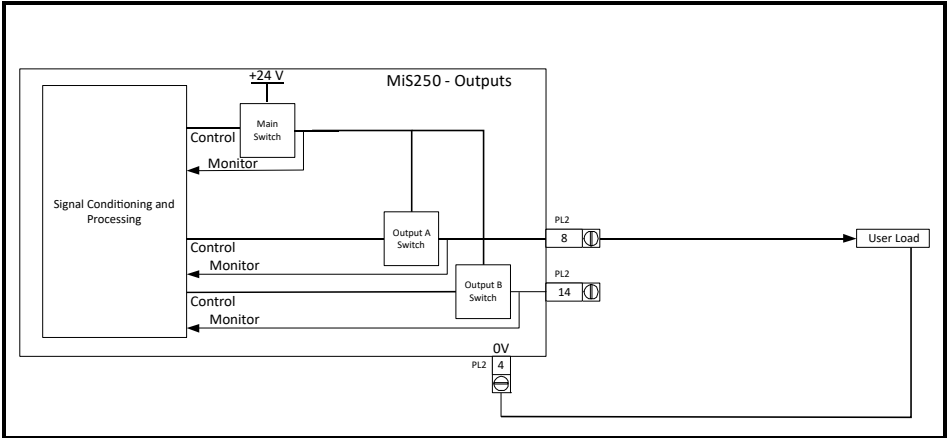 +24 V
MiS250 - Outputs
Main
Switch
Control
Monitor
Signal Conditioning and
Processing
Output A
Switch
PL2
8
User Load
Control
Monitor
Output B
Switch
PL2
14
Control
Monitor
0V
PL2
4